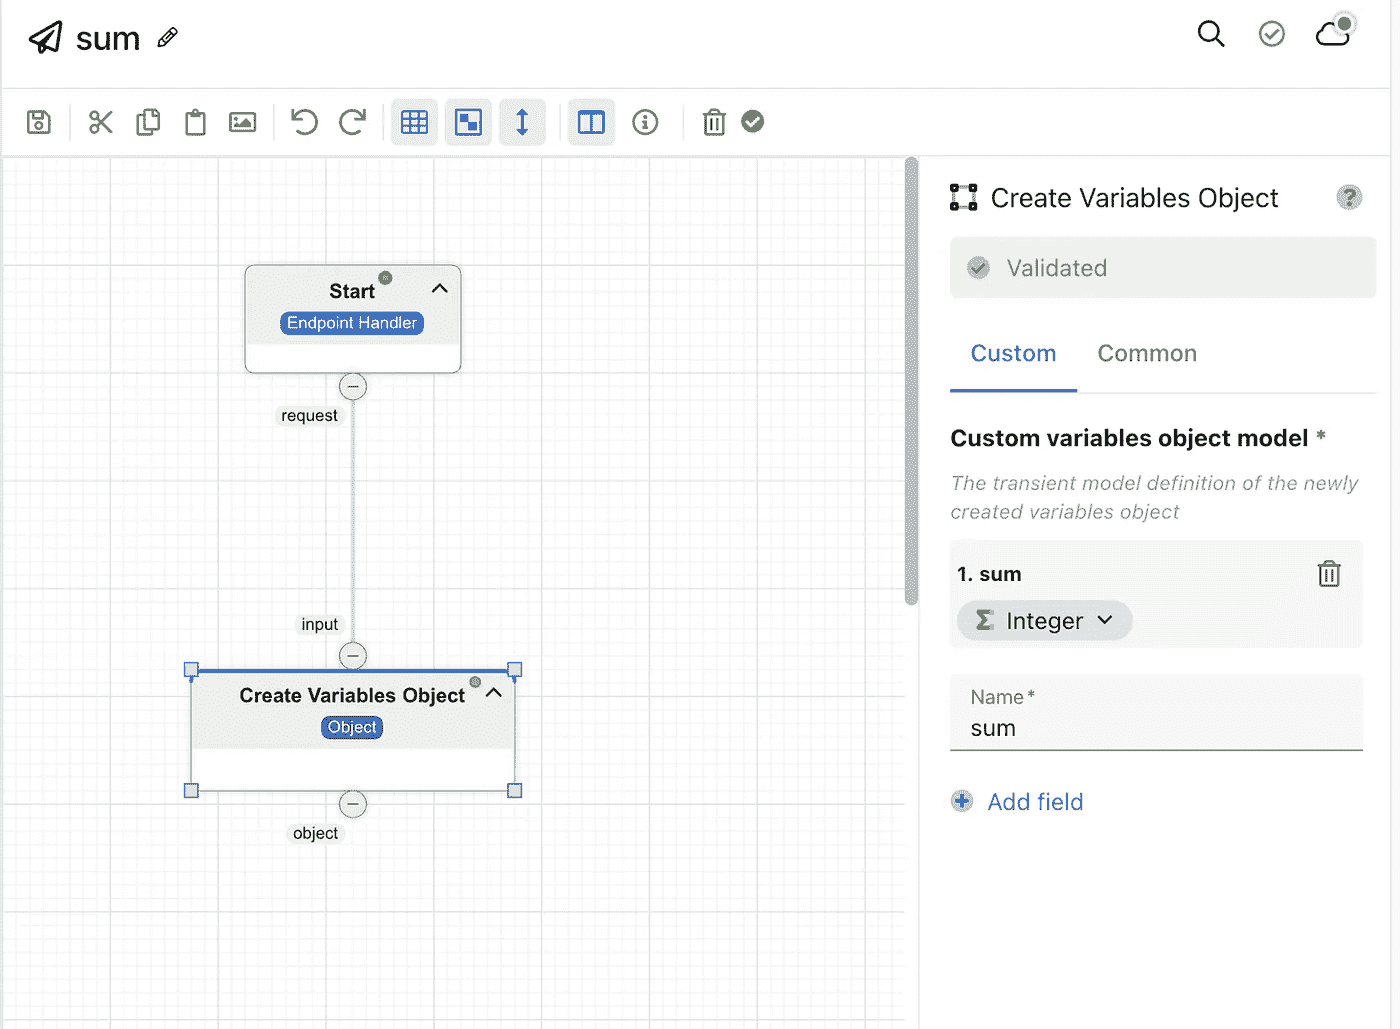 sum
Start
Endpoint Handler
request
input
Create Variables Object
Object
object
Create Variables Object
?
Validated
Custom Common
Custom variables object model *
The transient model definition of the newly
created variables object
1. sum
Σ Integer
Name*
sum
Add field